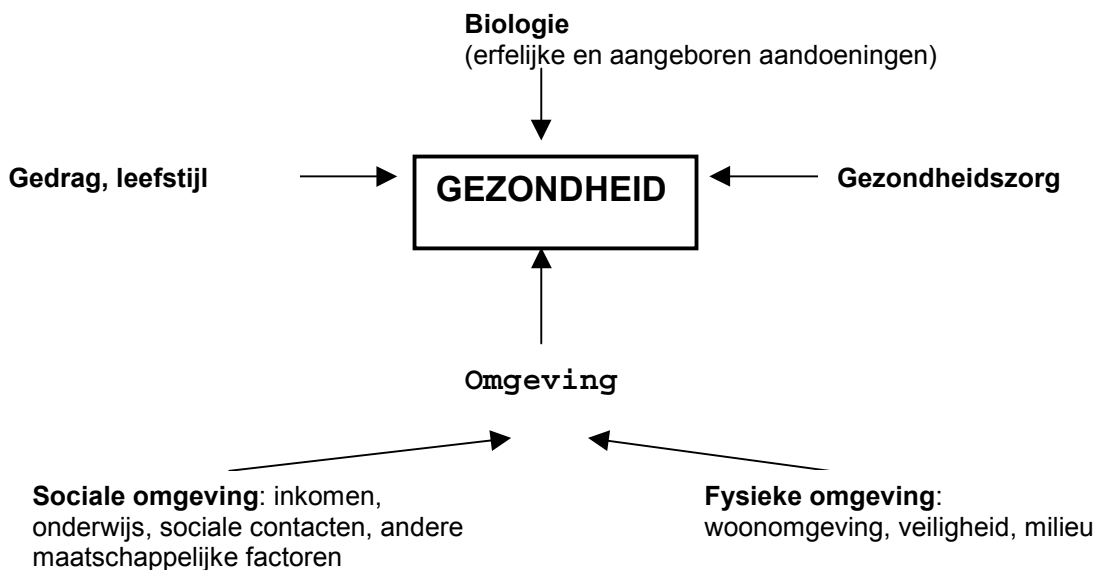 Biologie
(erfelijke en aangeboren aandoeningen)
Gedrag, leefstijl
GEZONDHEID
Gezondheidszorg
Omgeving
Sociale omgeving: inkomen,
onderwijs, sociale contacten, andere
maatschappelijke factoren
Fysieke omgeving:
woonomgeving, veiligheid, milieu